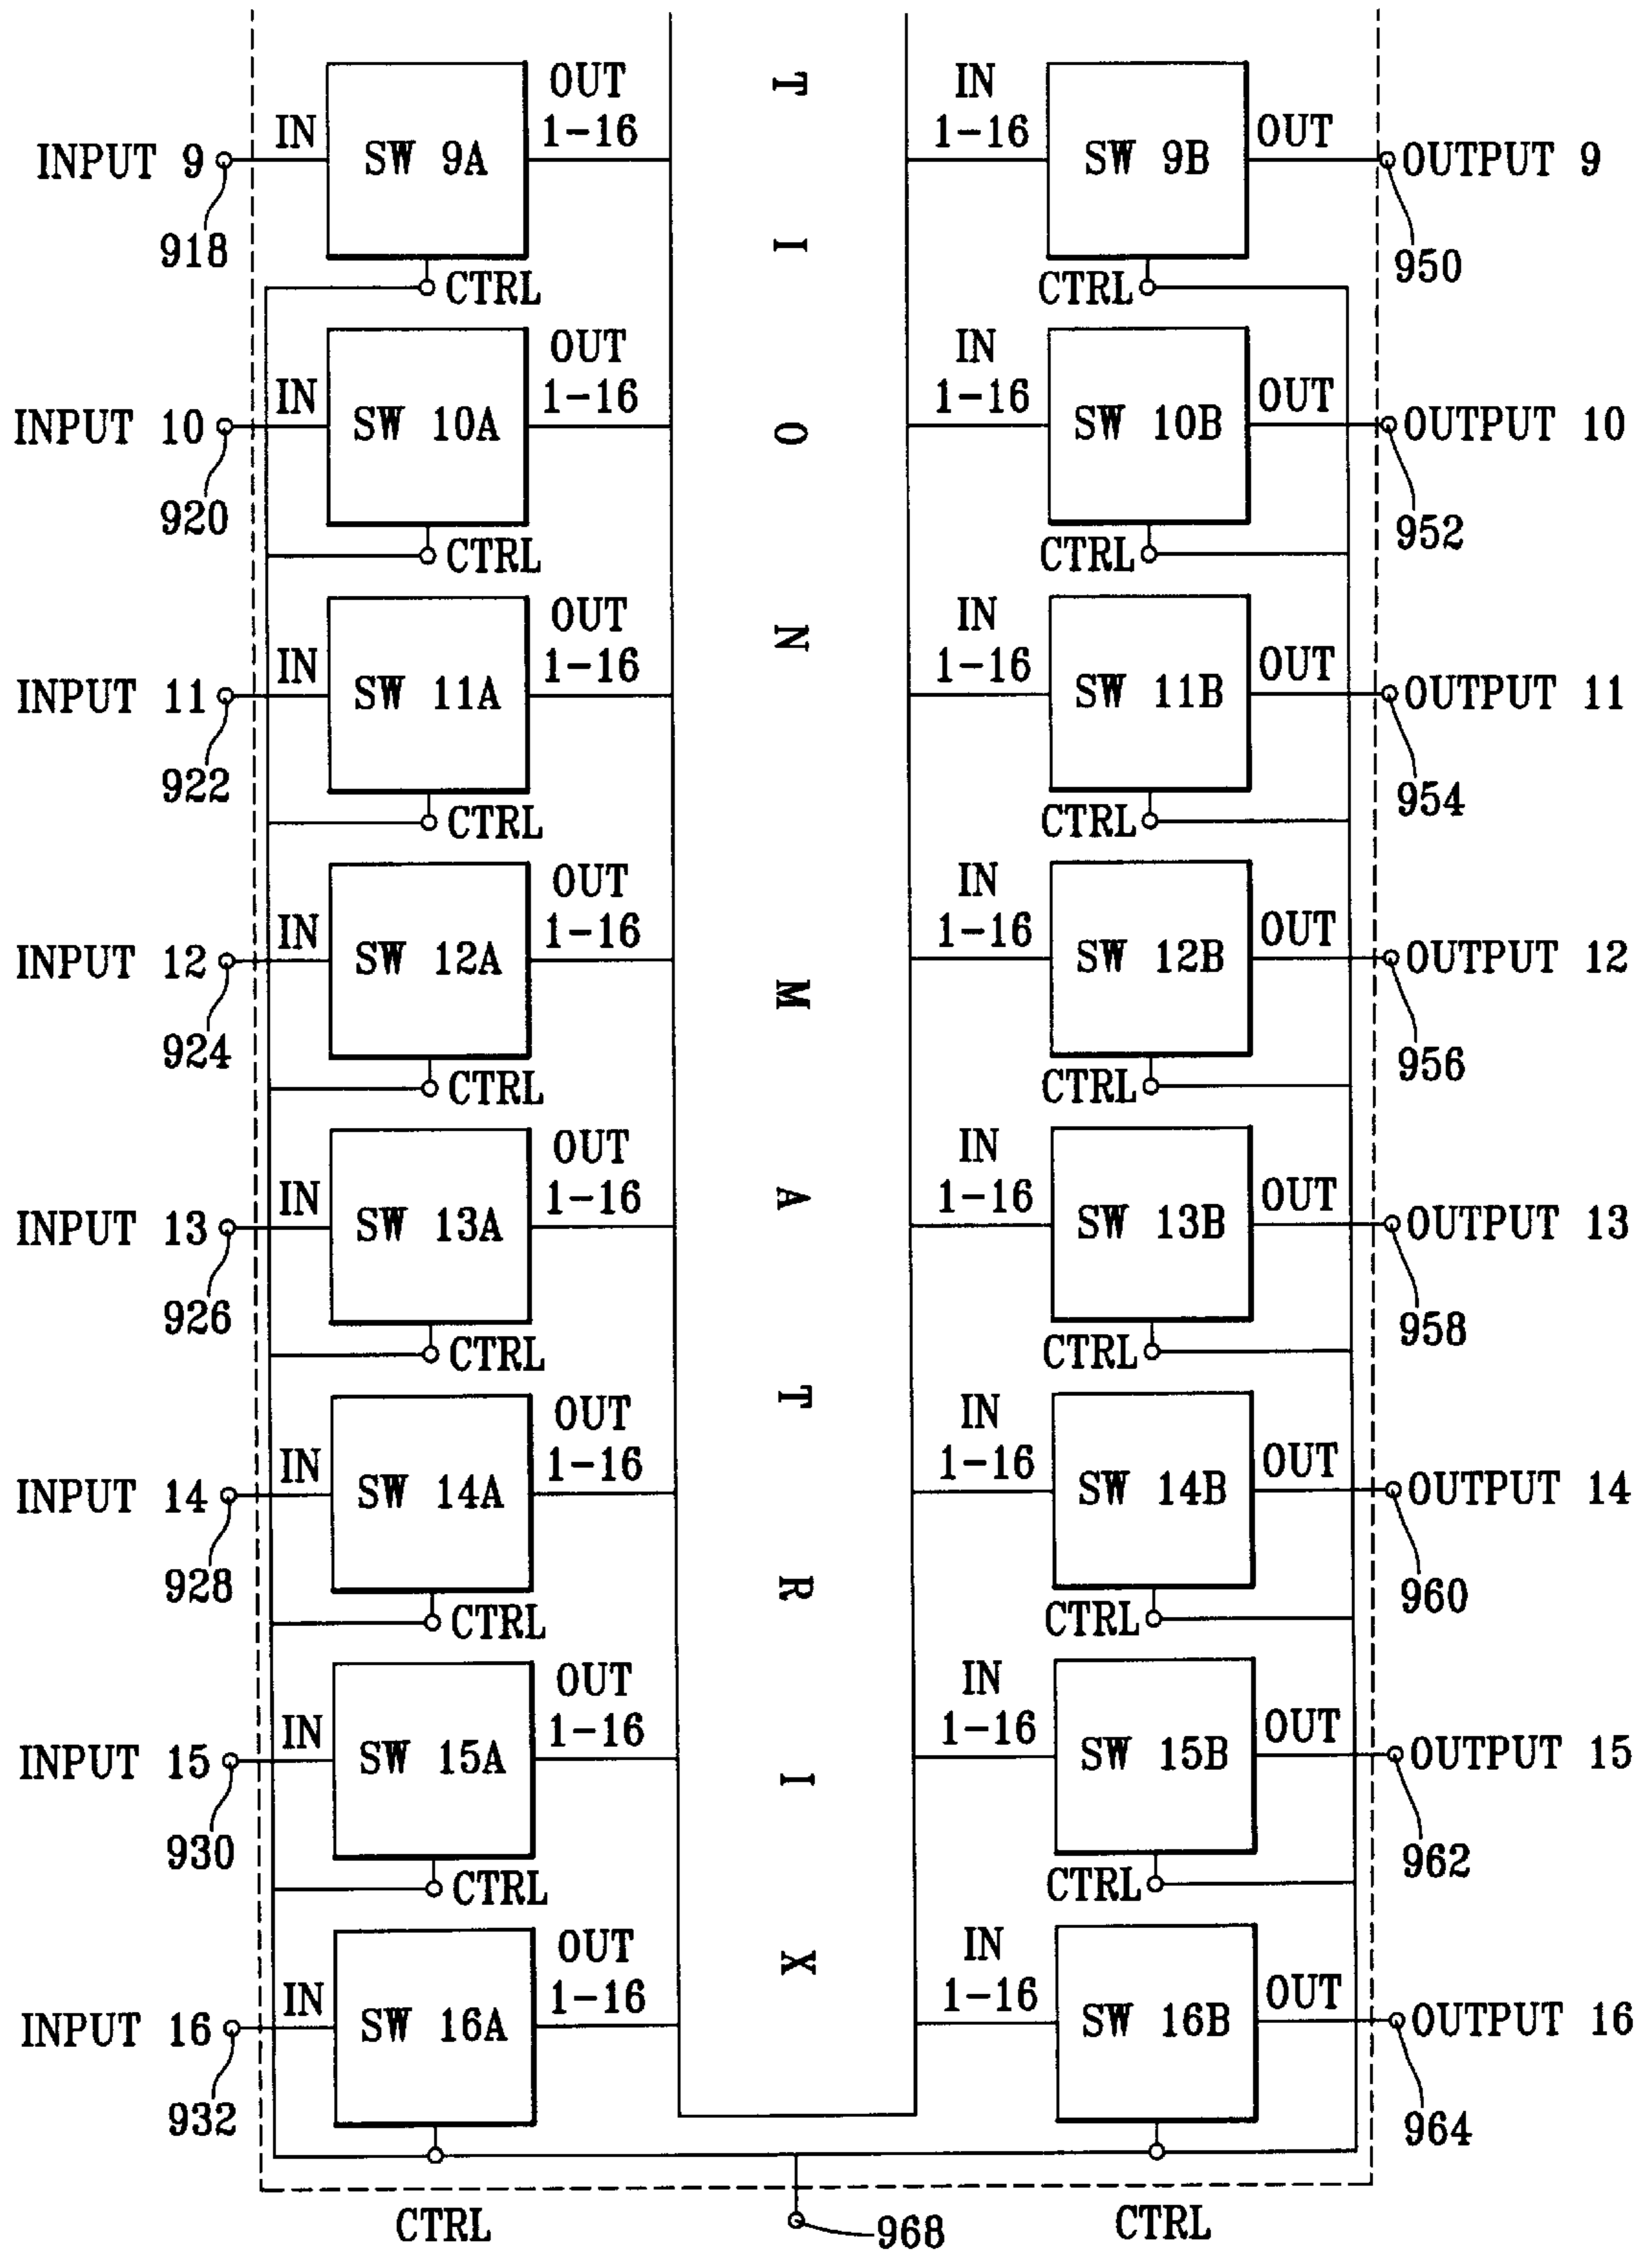 INPUT 9
918
IN
SW 9A
OUT
1-16
CTRL
INPUT 10
920
IN
SW 10A
OUT
1-16
CTRL
INPUT 11
922
IN
SW 11A
OUT
1-16
CTRL
INPUT 12
924
IN
SW 12A
OUT
1-16
CTRL
INPUT 13
926
IN
SW 13A
OUT
1-16
CTRL
INPUT 14
928
IN
SW 14A
OUT
1-16
CTRL
INPUT 15
930
IN
SW 15A
OUT
1-16
CTRL
INPUT 16
932
IN
SW 16A
OUT
1-16
CTRL
TION MATRIX
IN
1-16
SW 9B
OUT
OUTPUT 9
950
CTRL
IN
1-16
SW 10B
OUT
OUTPUT 10
952
CTRL
IN
1-16
SW 11B
OUT
OUTPUT 11
954
CTRL
IN
1-16
SW 12B
OUT
OUTPUT 12
956
CTRL
IN
1-16
SW 13B
OUT
OUTPUT 13
958
CTRL
IN
1-16
SW 14B
OUT
OUTPUT 14
960
CTRL
IN
1-16
SW 15B
OUT
OUTPUT 15
962
CTRL
IN
1-16
SW 16B
OUT
OUTPUT 16
964
CTRL
968